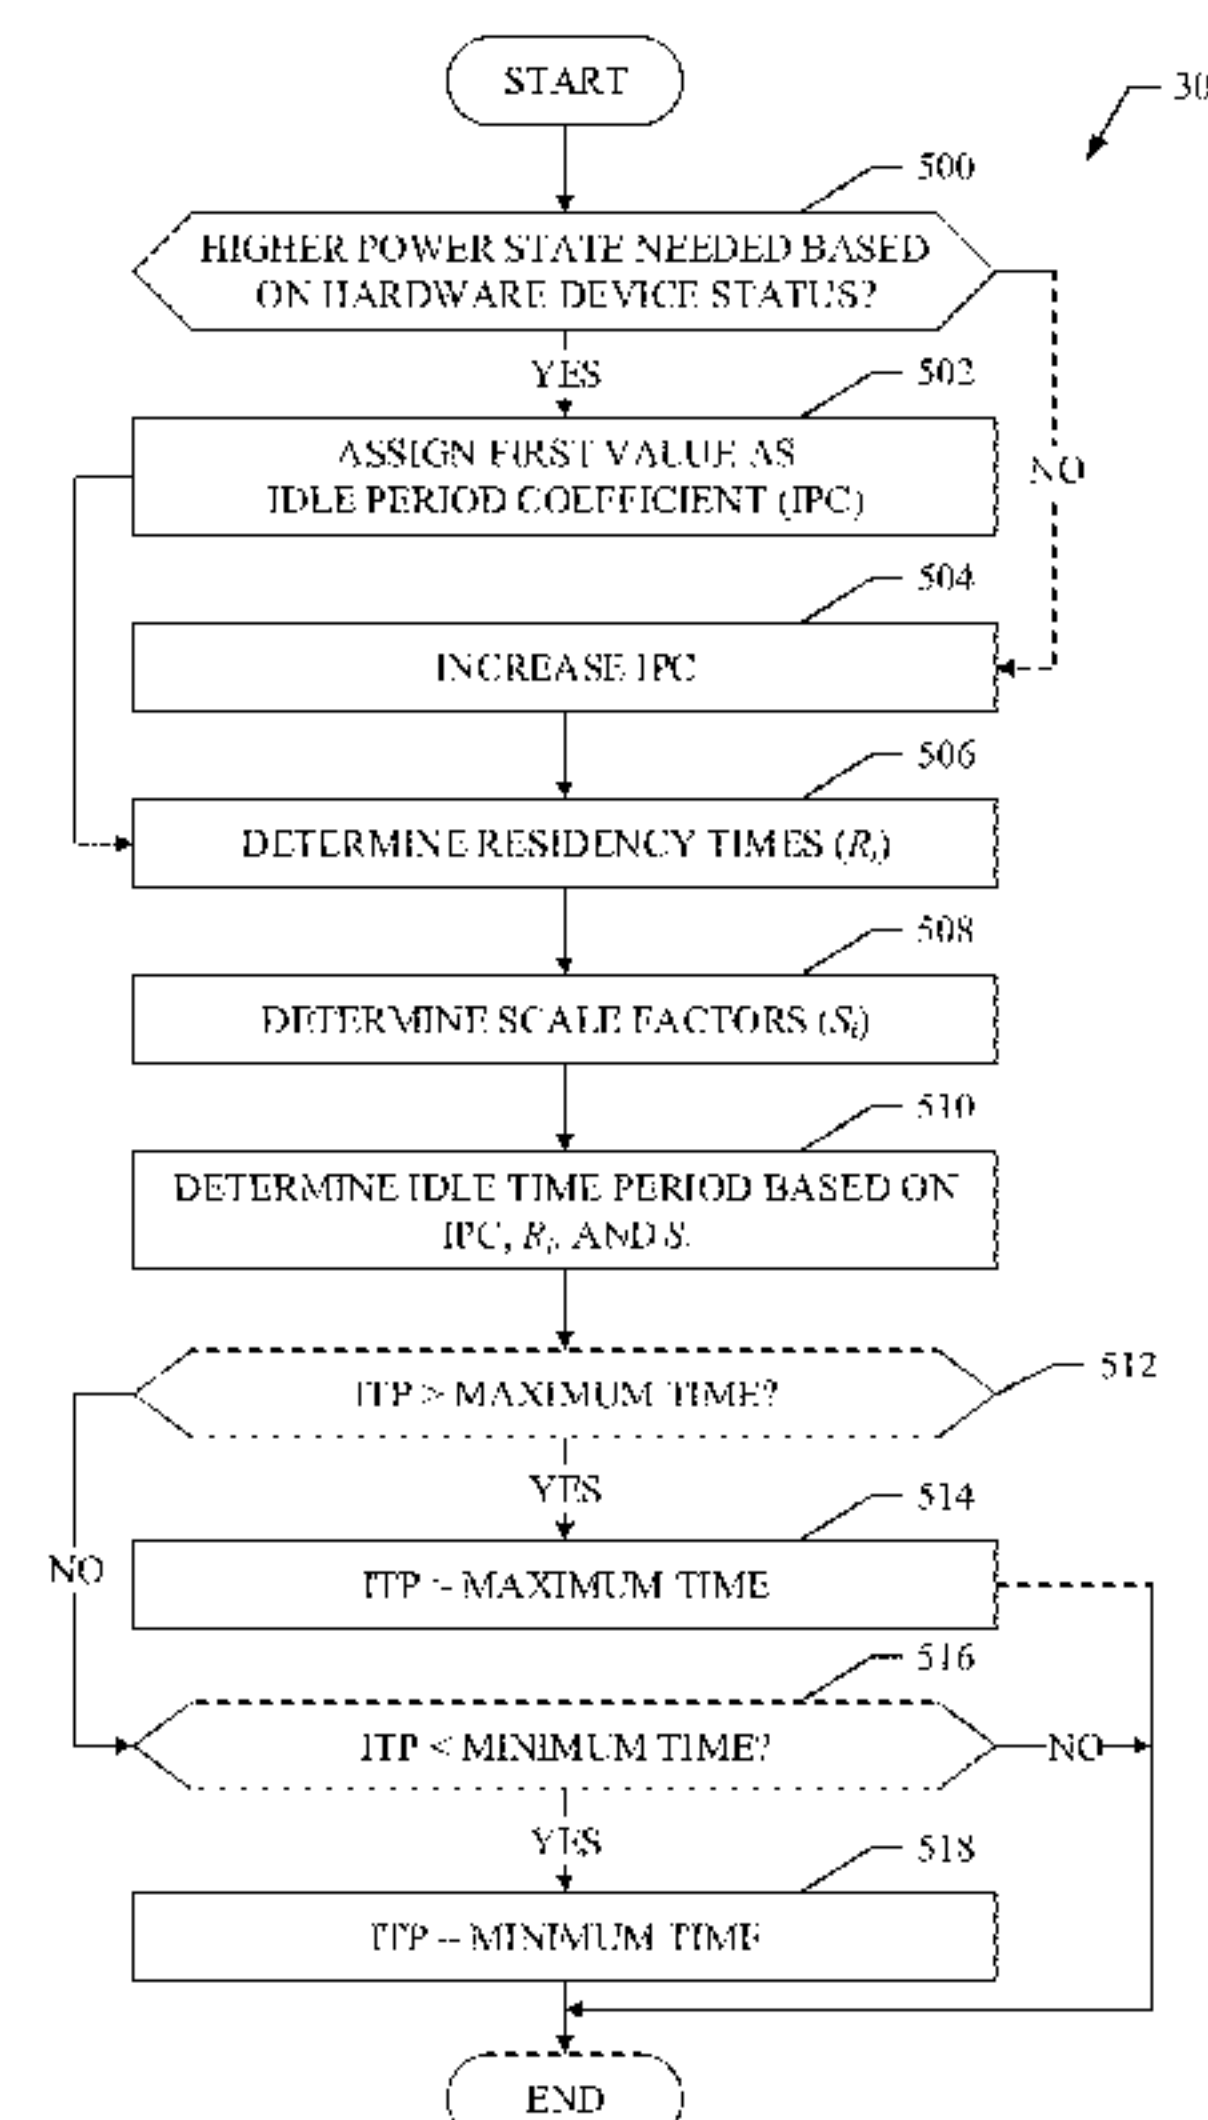 START
30
500
HIGHER POWER STATE NEEDED BASED
ON HARDWARE DEVICE STATUS?
YES
NO
502
ASSIGN FIRST VALUE AS
IDLE PERIOD COEFFICIENT (IPC)
504
INCREASE IPC
506
DETERMINE RESIDENCY TIMES (Ri)
508
DETERMINE SCALE FACTORS (Si)
510
DETERMINE IDLE TIME PERIOD BASED ON
IPC, Ri, AND Si
512
ITP > MAXIMUM TIME?
YES
NO
514
ITP = MAXIMUM TIME
516
ITP < MINIMUM TIME?
NO
YES
518
ITP = MINIMUM TIME
END